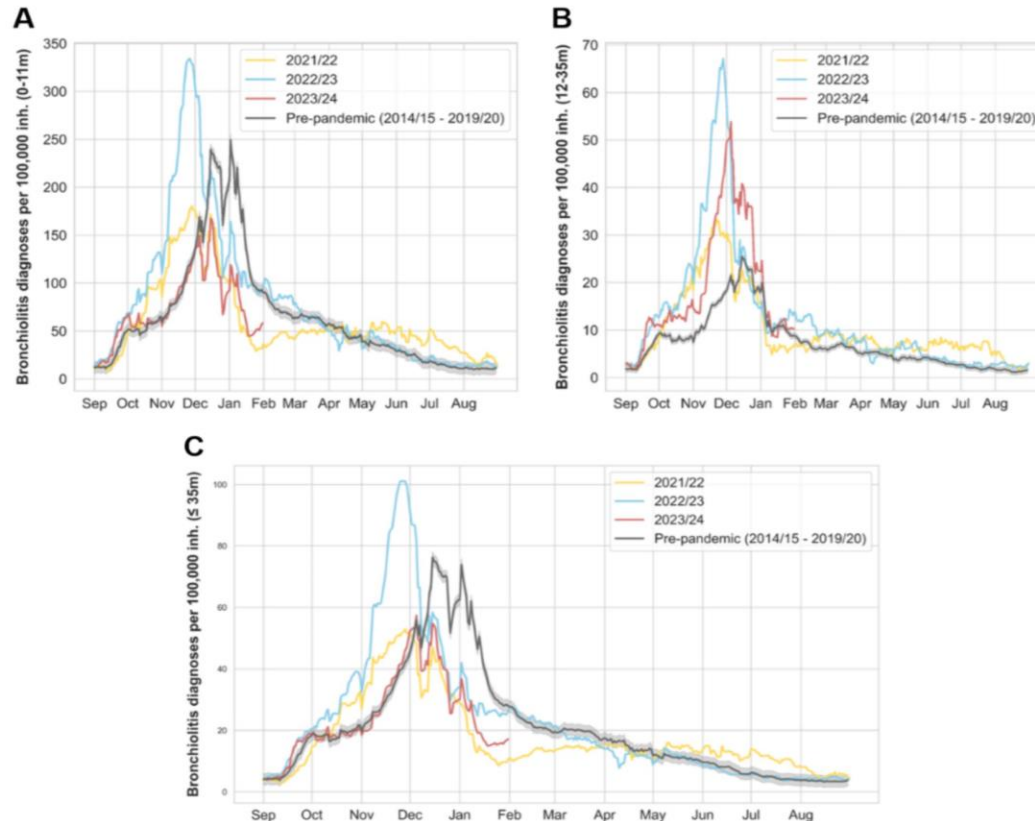 A
Bronchiolitis diagnoses per 100,000 inh. (0-11m)
350
300
250
200
150
100
50
0
2021/22
2022/23
2023/24
Pre-pandemic (2014/15 - 2019/20)
Sep Oct Nov Dec Jan Feb Mar Apr May Jun Jul Aug
B
Bronchiolitis diagnoses per 100,000 inh. (12-35m)
70
60
50
40
30
20
10
0
2021/22
2022/23
2023/24
Pre-pandemic (2014/15 - 2019/20)
Sep Oct Nov Dec Jan Feb Mar Apr May Jun Jul Aug
C
Bronchiolitis diagnoses per 100,000 inh. (≤ 35m)
100
80
60
40
20
0
2021/22
2022/23
2023/24
Pre-pandemic (2014/15 - 2019/20)
Sep Oct Nov Dec Jan Feb Mar Apr May Jun Jul Aug